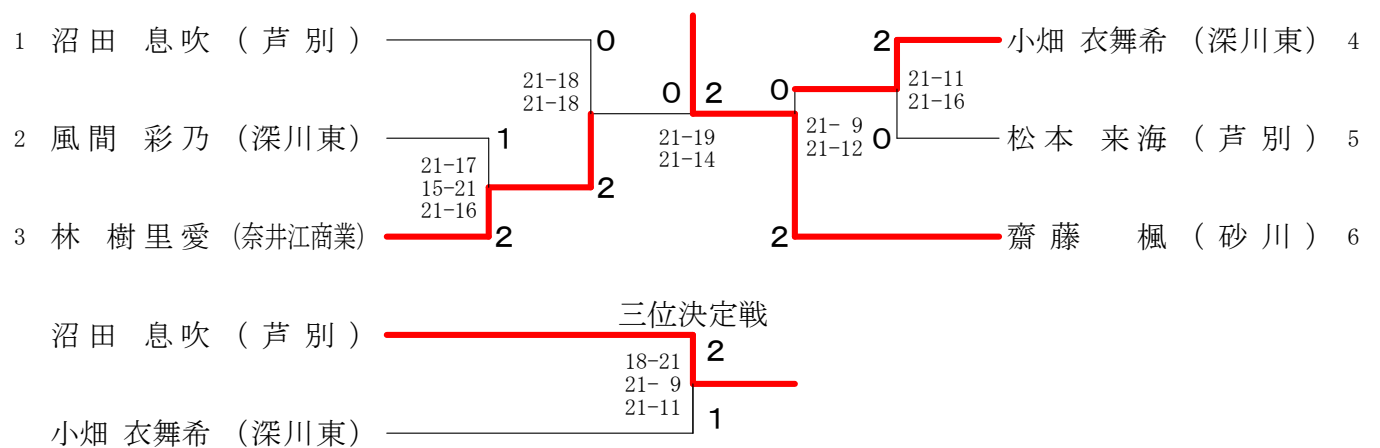 1 沼田 息吹 (芦別)
0
21-18
21-18
2 風間 彩乃 (深川東)
1
21-17
15-21
21-16
2
3 林 樹里愛 (奈井江商業)
2
0 2
21-19
21-14
2
小畑 衣舞希 (深川東) 4
21-11
21-16
0
21- 9
21-12
0
松本 来海 (芦別) 5
2
齋藤 楓 (砂川) 6
三位決定戦
沼田 息吹 (芦別)
2
18-21
21- 9
21-11
1
小畑 衣舞希 (深川東)